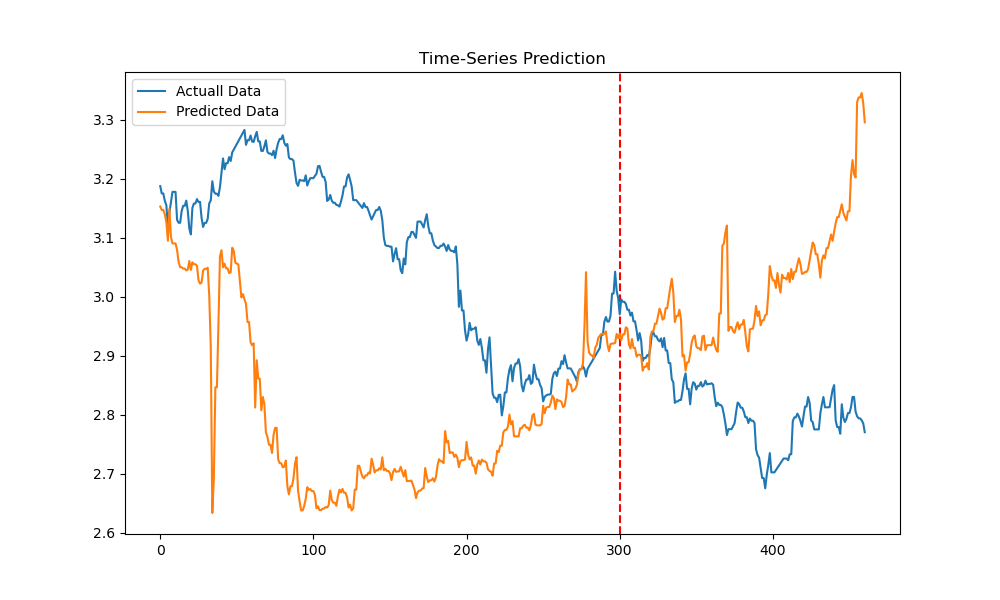 Time-Series Prediction
Actuall Data
Predicted Data
3.3
3.2
3.1
3.0
2.9
2.8
2.7
2.6
0 100 200 300 400